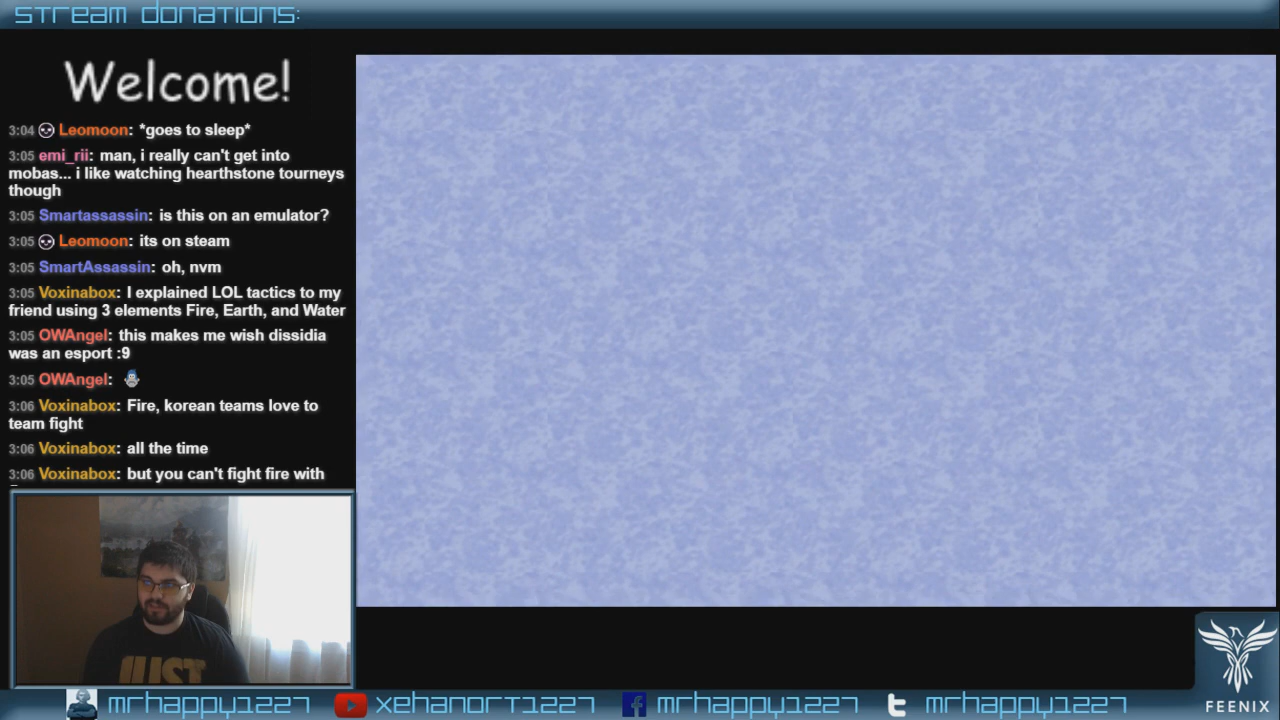 STREAM DONATIONS:
Welcome!
3:04 Leomoon: *goes to sleep*
3:05 emi_rii: man, i really can't get into
mobas... i like watching hearthstone tourneys
though
3:05 Smartassassin: is this on an emulator?
3:05 Leomoon: its on steam
3:05 SmartAssassin: oh, nvm
3:05 Voxinabox: I explained LOL tactics to my
friend using 3 elements Fire, Earth, and Water
3:05 OWAngel: this makes me wish dissidia
was an esport :9
3:05 OWAngel:
3:06 Voxinabox: Fire, korean teams love to
team fight
3:06 Voxinabox: all the time
3:06 Voxinabox: but you can't fight fire with
mrhappy1227 xehanort1227 mrhappy1227 mrhappy1227
FEENIX